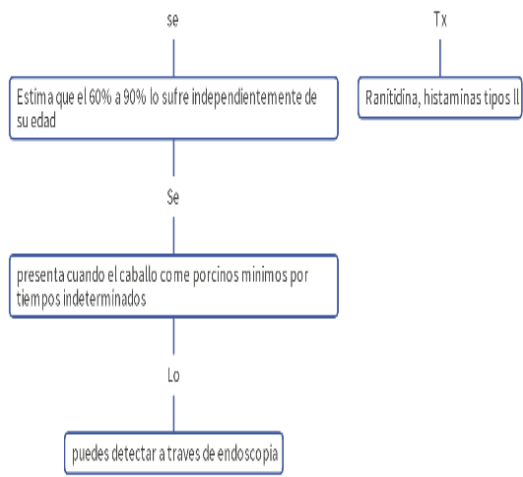 se
Estima que el 60% a 90% lo sufre independientemente de
su edad
Se
presenta cuando el caballo come porcinos minimos por
tiempos indeterminados
Lo
puedes detectar a traves de endoscopia
Tx
Ranitidina, histaminas tipos ll